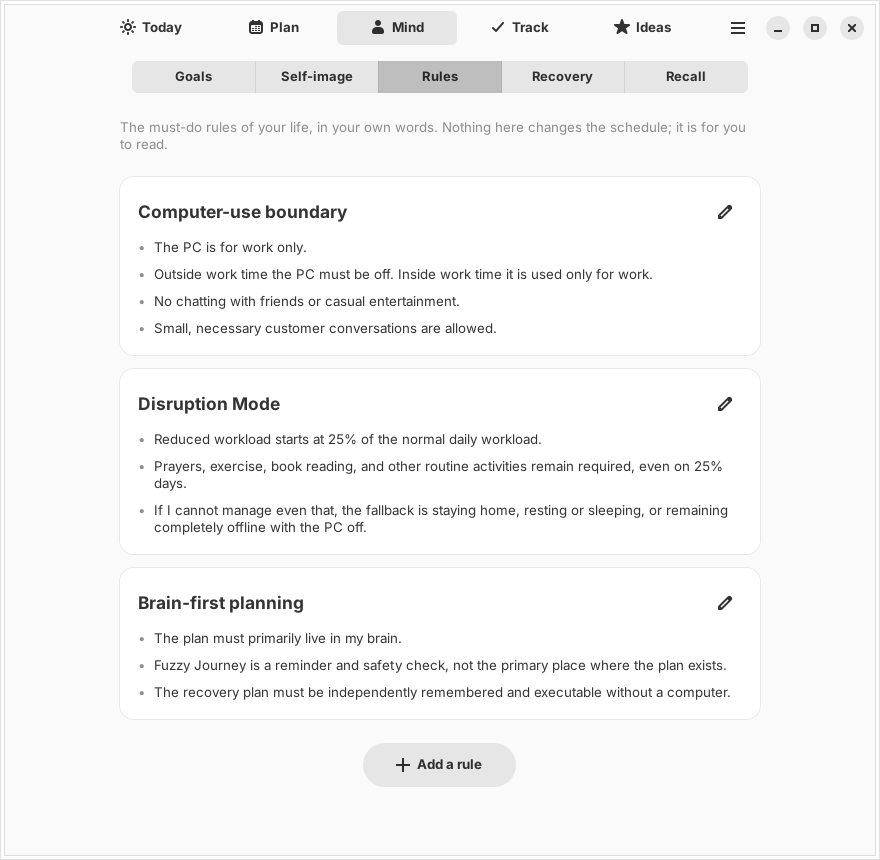 Today
Plan
Mind
Track
Ideas
Goals
Self-image
Rules
Recovery
Recall
The must-do rules of your life, in your own words. Nothing here changes the schedule; it is for you
to read.
Computer-use boundary
• The PC is for work only.
• Outside work time the PC must be off. Inside work time it is used only for work.
• No chatting with friends or casual entertainment.
• Small, necessary customer conversations are allowed.
Disruption Mode
• Reduced workload starts at 25% of the normal daily workload.
• Prayers, exercise, book reading, and other routine activities remain required, even on 25%
days.
• If I cannot manage even that, the fallback is staying home, resting or sleeping, or remaining
completely offline with the PC off.
Brain-first planning
• The plan must primarily live in my brain.
• Fuzzy Journey is a reminder and safety check, not the primary place where the plan exists.
• The recovery plan must be independently remembered and executable without a computer.
Add a rule